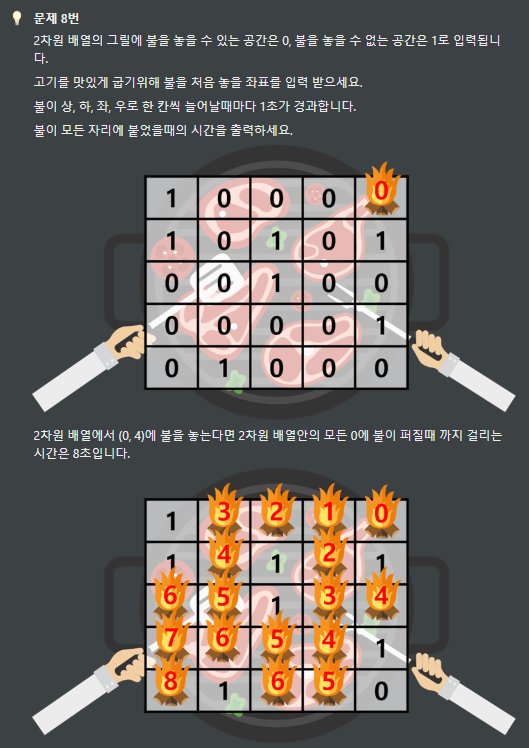 문제 8번
2차원 배열의 그릴에 불을 놓을 수 있는 공간은 0, 불을 놓을 수 없는 공간은 1로 입력됩니
다.
고기를 맛있게 굽기위해 불을 처음 놓을 좌표를 입력 받으세요.
불이 상, 하, 좌, 우로 한 칸씩 늘어날때마다 1초가 경과합니다.
불이 모든 자리에 붙었을때의 시간을 출력하세요.
1 0 0 0 0
1 0 1 0 1
0 0 1 0 0
0 0 0 0 1
0 1 0 0 0
2차원 배열에서 (0, 4)에 불을 놓는다면 2차원 배열안의 모든 0에 불이 퍼질때 까지 걸리는
시간은 8초입니다.
1 3 2 1 0
1 4 1 2 1
6 5 1 3 4
7 6 5 4 1
8 1 6 5 0